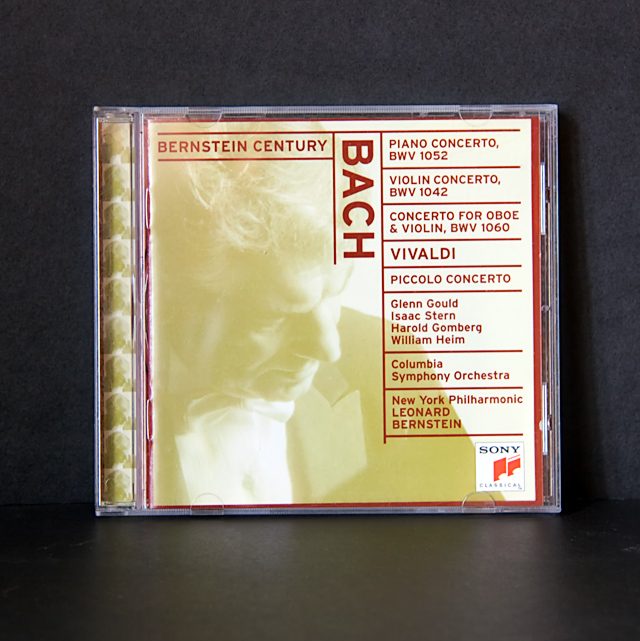 BERNSTEIN CENTURY
BACH
PIANO CONCERTO,
BWV 1052
VIOLIN CONCERTO,
BWV 1042
CONCERTO FOR OBOE
& VIOLIN, BWV 1060
VIVALDI
PICCOLO CONCERTO
Glenn Gould
Isaac Stern
Harold Gomberg
William Heim
Columbia
Symphony Orchestra
New York Philharmonic
LEONARD
BERNSTEIN
SONY
CLASSICAL